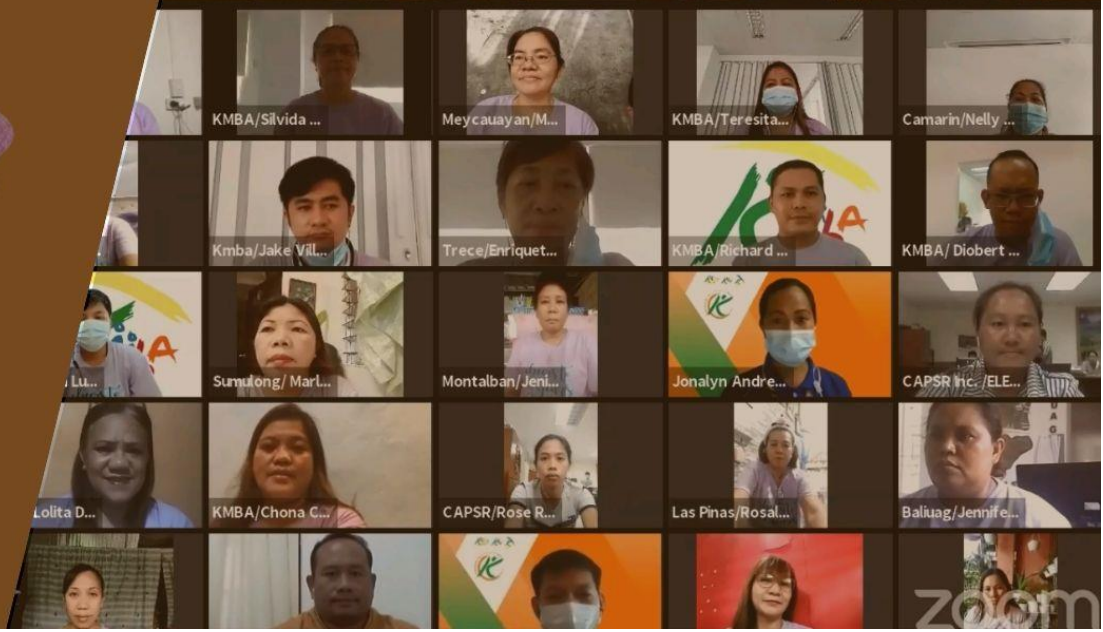 KMBA/Silvida ...
Meycauayan/M...
KMBA/Teresita...
Camarin/Nelly ...
Kmba/Jake Vill...
Trece/Enriquet...
KMBA/Richard ...
KMBA/ Diobert ...
Lu...
Sumulong/ Marl...
Montalban/Jeni...
Jonalyn Andre...
CAPSR Inc. /ELE...
Lolita D...
KMBA/Chona C...
CAPSR/Rose R...
Las Pinas/Rosal...
Baliuag/Jennife...
zoom